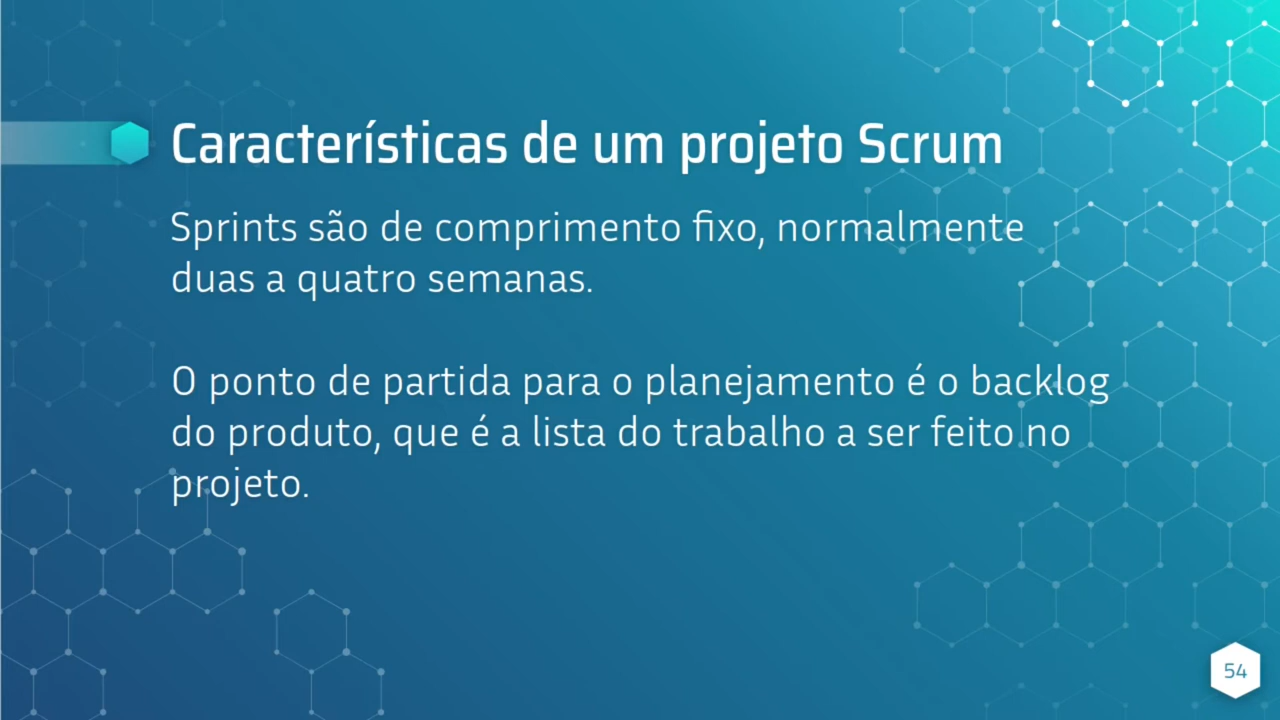 Características de um projeto Scrum
Sprints são de comprimento fixo, normalmente
duas a quatro semanas.
O ponto de partida para o planejamento é o backlog
do produto, que é a lista do trabalho a ser feito no
projeto.
54